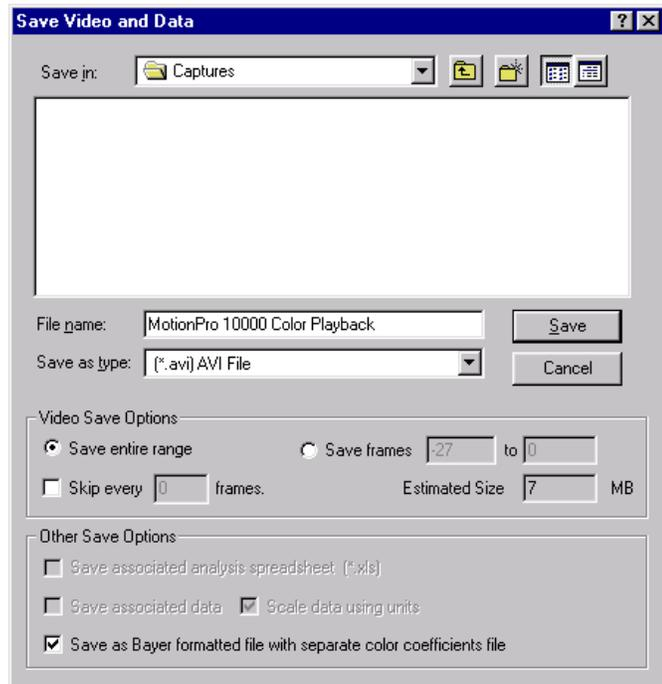 Save Video and Data
Save in: Captures
File name: MotionPro 10000 Color Playback Save
Save as type: (*.avi) AVI File Cancel
Video Save Options
Save entire range Save frames -27 to 0
Skip every 0 frames. Estimated Size 7 MB
Other Save Options
Save associated analysis spreadsheet (*.xls)
Save associated data Scale data using units
Save as Bayer formatted file with separate color coefficients file